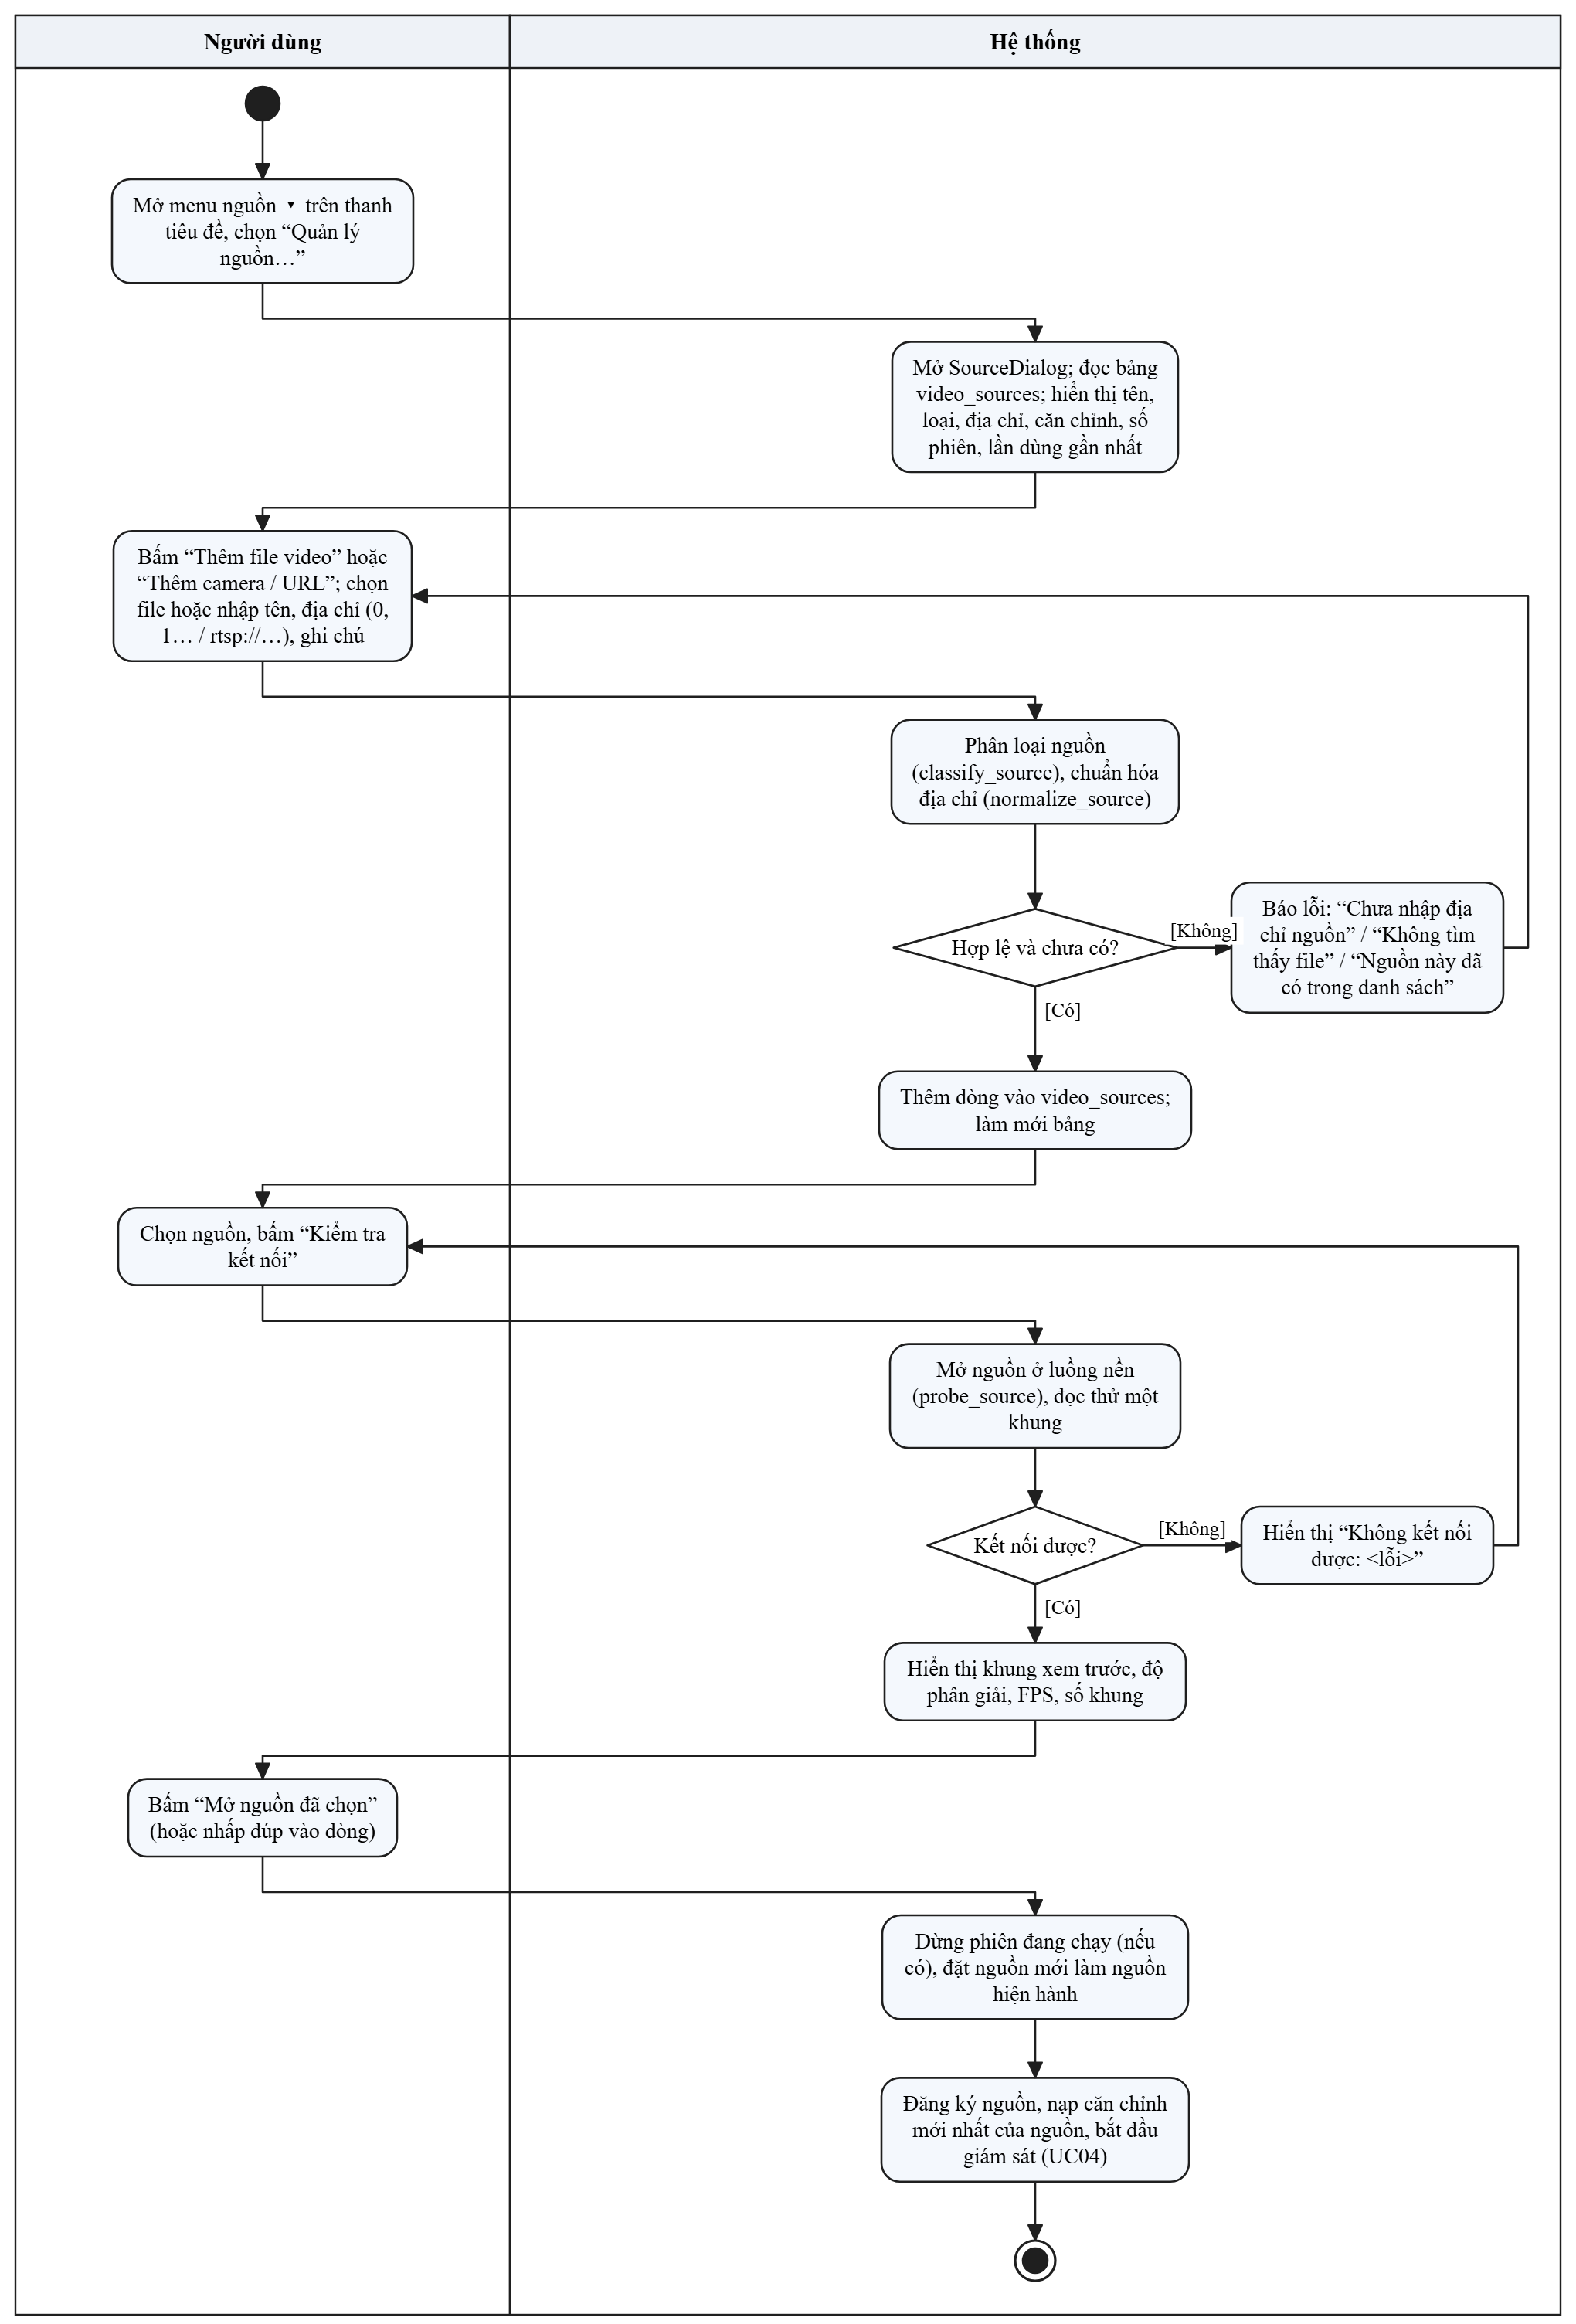 Người dùng
Hệ thống
Mở menu nguồn ▾ trên thanh
tiêu đề, chọn “Quản lý
nguồn…”
Mở SourceDialog; đọc bảng
video_sources; hiển thị tên,
loại, địa chỉ, căn chỉnh, số
phiên, lần dùng gần nhất
Bấm “Thêm file video” hoặc
“Thêm camera / URL”; chọn
file hoặc nhập tên, địa chỉ (0,
1… / rtsp://…), ghi chú
Phân loại nguồn
(classify_source), chuẩn hóa
địa chỉ (normalize_source)
Hợp lệ và chưa có?
[Không]
Báo lỗi: “Chưa nhập địa
chỉ nguồn” / “Không tìm
thấy file” / “Nguồn này đã
có trong danh sách”
[Có]
Thêm dòng vào video_sources;
làm mới bảng
Chọn nguồn, bấm “Kiểm tra
kết nối”
Mở nguồn ở luồng nền
(probe_source), đọc thử một
khung
Kết nối được?
[Không]
Hiển thị “Không kết nối
được: <lỗi>”
[Có]
Hiển thị khung xem trước, độ
phân giải, FPS, số khung
Bấm “Mở nguồn đã chọn”
(hoặc nhấp đúp vào dòng)
Dừng phiên đang chạy (nếu
có), đặt nguồn mới làm nguồn
hiện hành
Đăng ký nguồn, nạp căn chỉnh
mới nhất của nguồn, bắt đầu
giám sát (UC04)